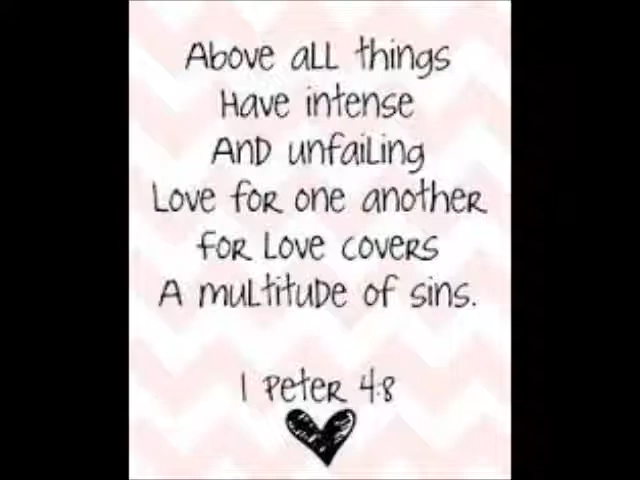 Above all things
Have intense
And unfailing
Love for one another
for Love covers
A multitude of sins.
1 Peter 4:8